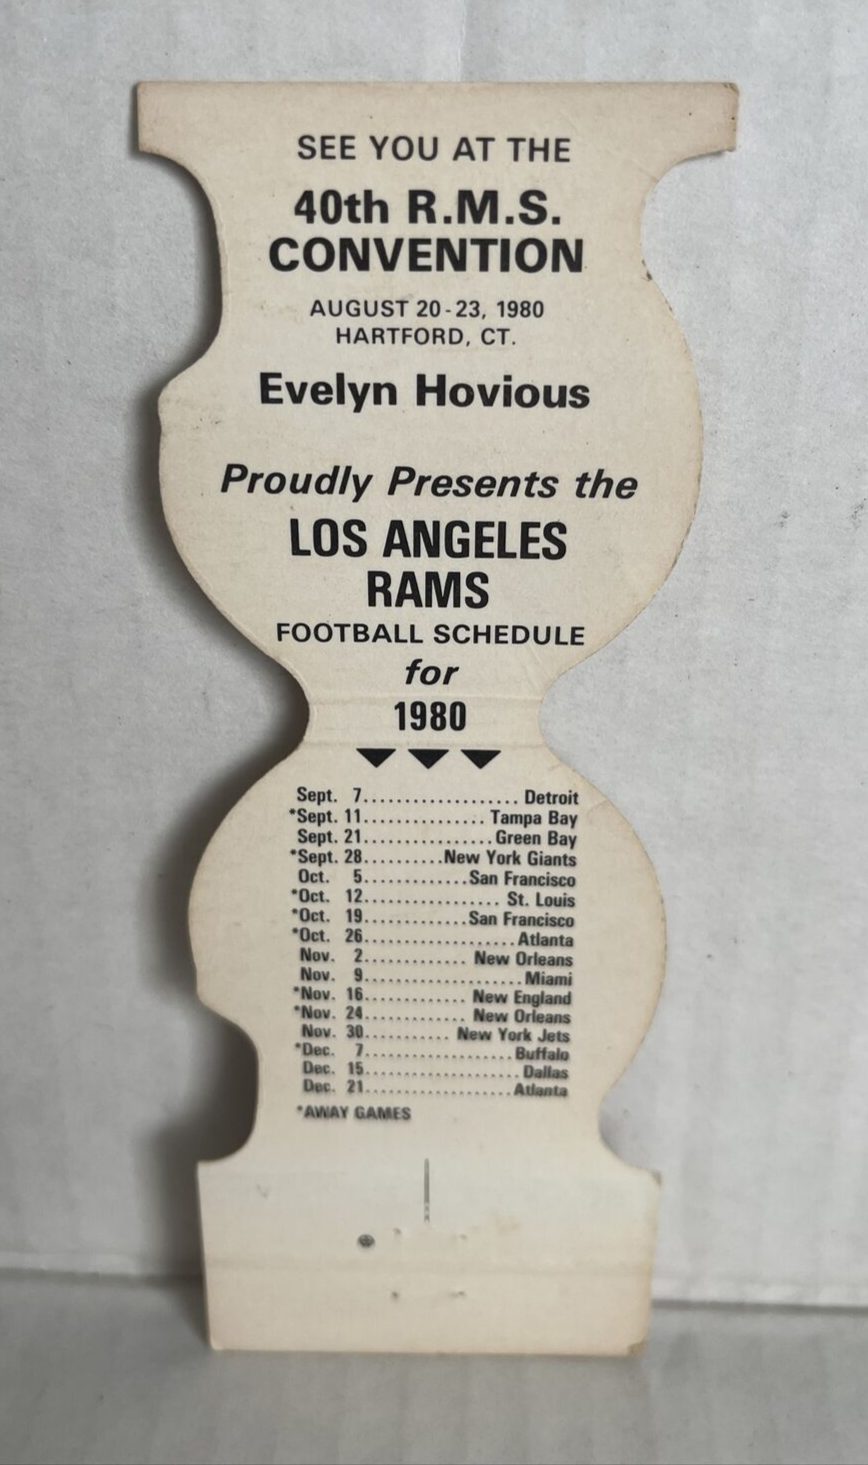 SEE YOU AT THE
40th R.M.S.
CONVENTION
AUGUST 20-23, 1980
HARTFORD, CT.
Evelyn Hovious
Proudly Presents the
LOS ANGELES
RAMS
FOOTBALL SCHEDULE
for
1980
Sept. 7................... Detroit
*Sept. 11............... Tampa Bay
Sept. 21................Green Bay
*Sept. 28..........New York Giants
Oct. 5.............San Francisco
*Oct. 12................. St. Louis
*Oct. 19.............San Francisco
*Oct. 26...................Atlanta
Nov. 2............. New Orleans
Nov. 9....................Miami
*Nov. 16............. New England
*Nov. 24............. New Orleans
Nov. 30........... New York Jets
*Dec. 7...................Buffalo
Dec. 15....................Dallas
Dec. 21...................Atlanta
*AWAY GAMES